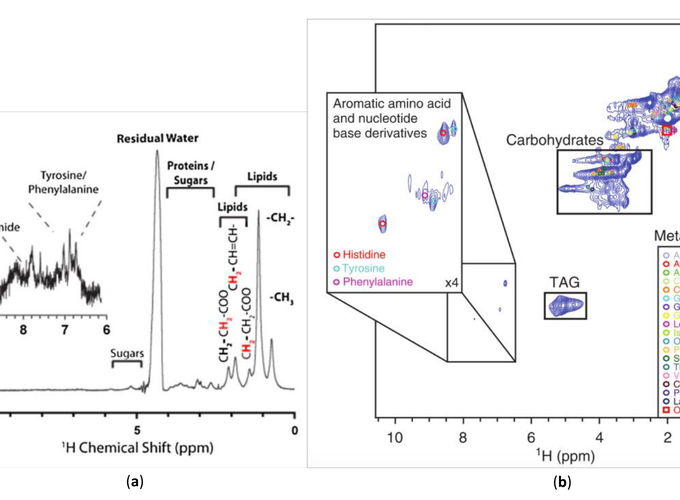 Residual Water
Tyrosine/
Phenylalanine
Proteins /
Sugars
Lipids
Lipids
-CH2-
-CH3
CH2-CH2-COO
CH2-CH=CH-
CH2-CH2-COO
Sugars
8 7 6
5 0
1H Chemical Shift (ppm)
(a)
Aromatic amino acid
and nucleotide
base derivatives
Histidine
Tyrosine
Phenylalanine
x4
Carbohydrates
TAG
10 8 6 4 2
1H (ppm)
(b)